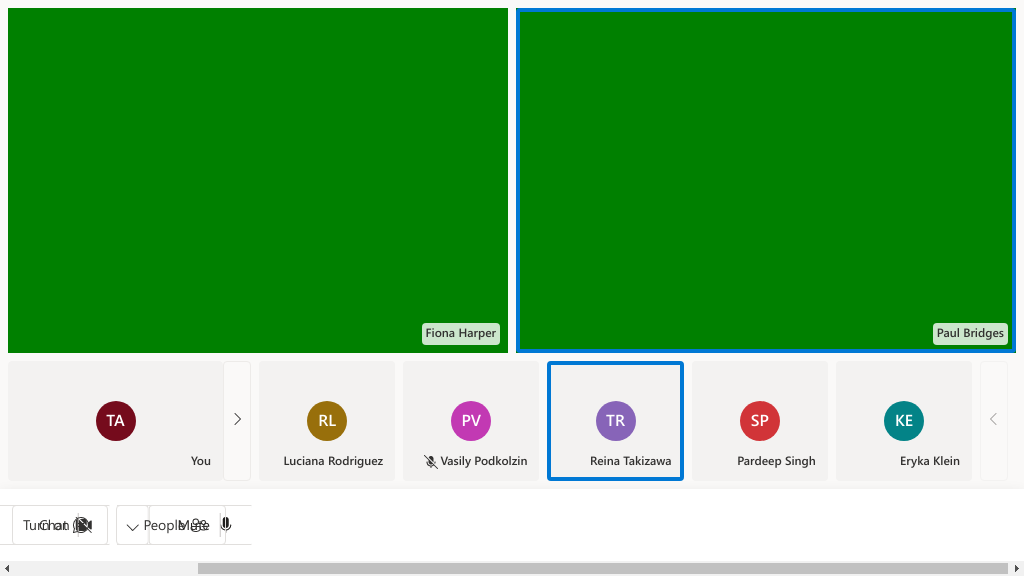 Fiona Harper
Paul Bridges
TA
You
RL
Luciana Rodriguez
PV
Vasily Podkolzin
TR
Reina Takizawa
SP
Pardeep Singh
KE
Eryka Klein
Turn on
Chat
People
Mute